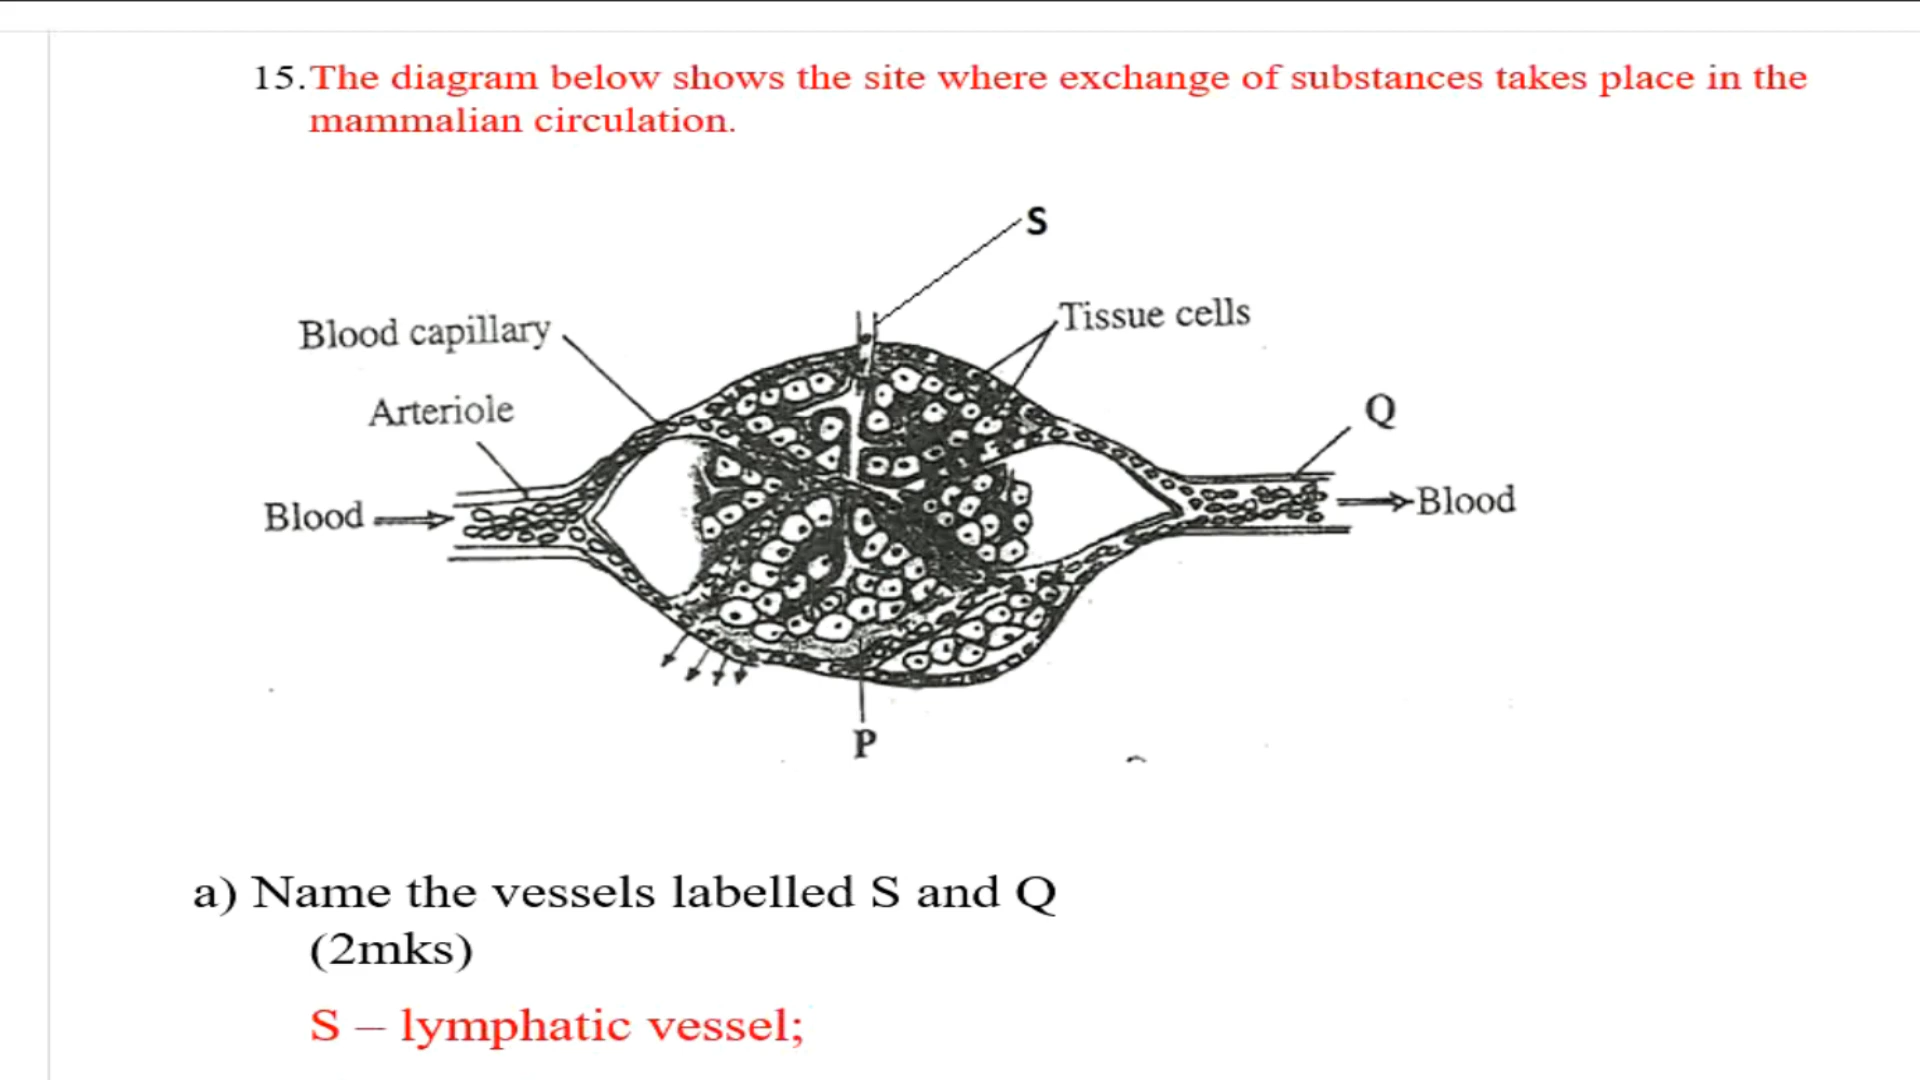 15.The diagram below shows the site where exchange of substances takes place in the
mammalian circulation.
S
Blood capillary
Tissue cells
Arteriole
Q
Blood
Blood
P
a) Name the vessels labelled S and Q
(2mks)
S – lymphatic vessel;